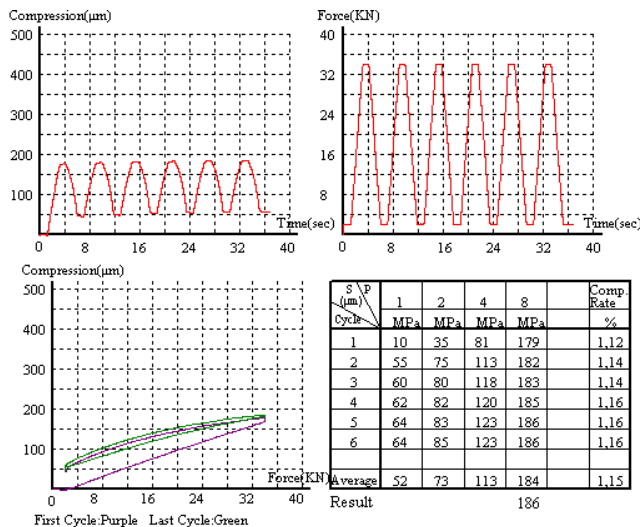 Compression(µm)
500
400
300
200
100
0 8 16 24 32 40
Time(sec)
Force(KN)
40
32
24
16
8
0 8 16 24 32 40
Time(sec)
Compression(µm)
500
400
300
200
100
0 8 16 24 32 40
Force(KN)
First Cycle:Purple Last Cycle:Green
S P 1 2 4 8 Comp.
(µm) Rate
Cycle MPa MPa MPa MPa %
1 10 35 81 179 1,12
2 55 75 113 182 1,14
3 60 80 118 183 1,14
4 62 82 120 185 1,16
5 64 83 123 186 1,16
6 64 85 123 186 1,16
Average 52 73 113 184 1,15
Result 186